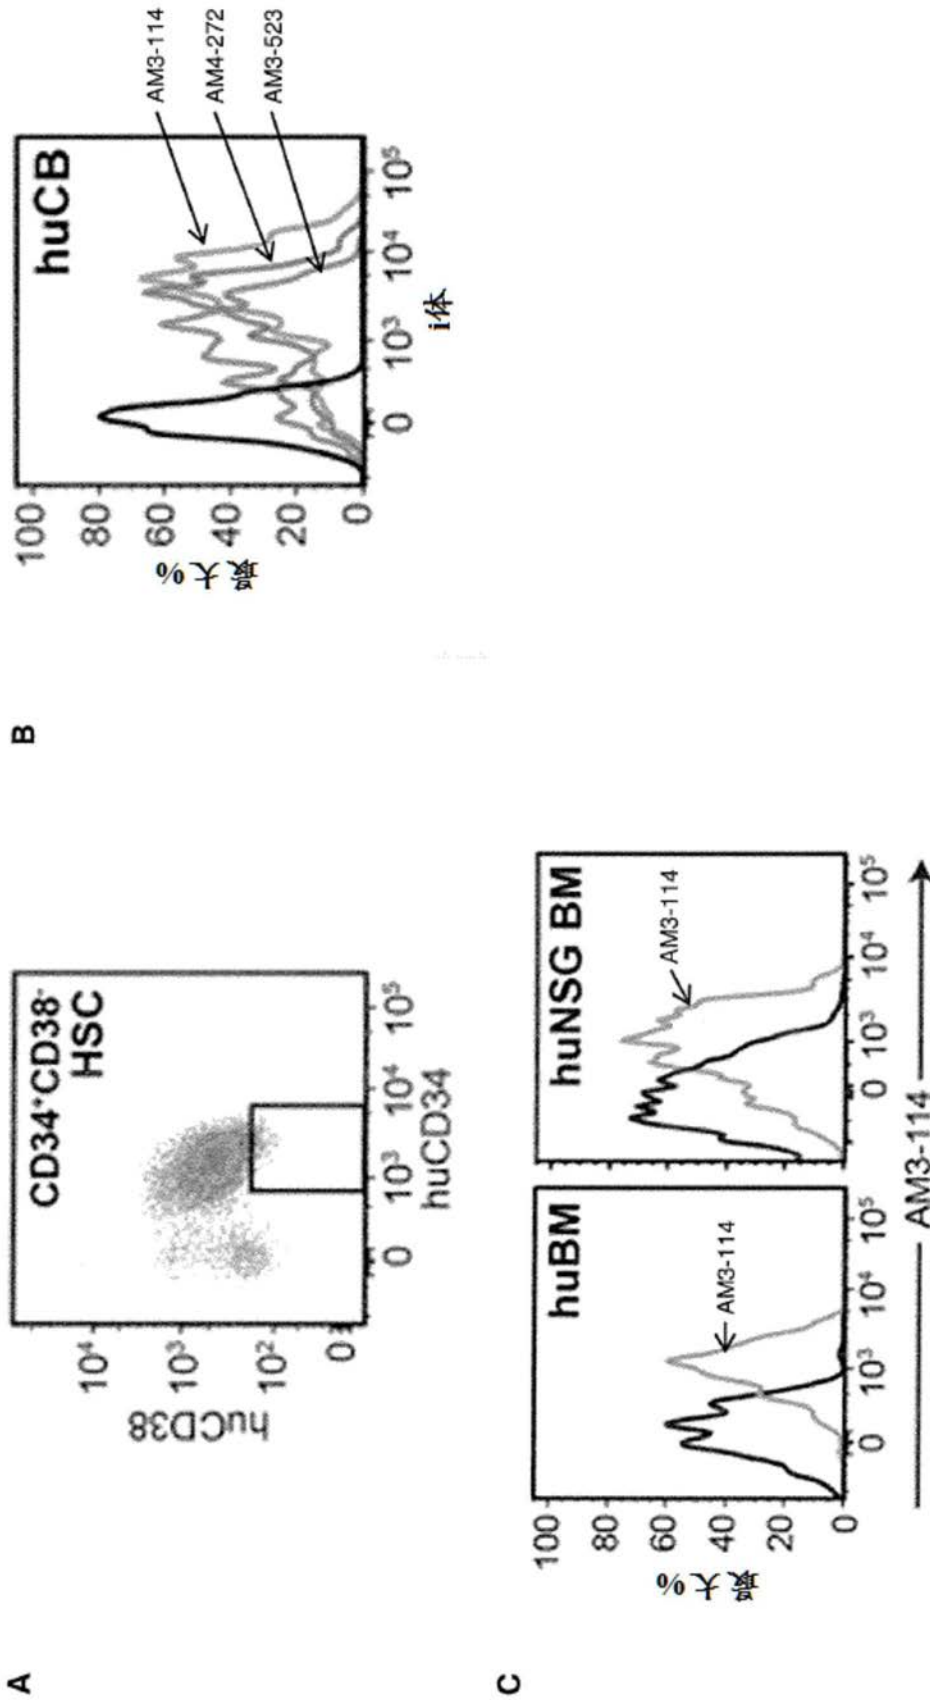 A
CD34⁺CD38⁻
HSC
huCD38
10⁴
10³
10²
0
0
10³
10⁴
10⁵
huCD34
B
huCB
最大%
100
80
60
40
20
0
0
10³
10⁴
10⁵
i体
AM3-114
AM4-272
AM3-523
C
huBM
最大%
100
80
60
40
20
0
0
10³
10⁴
10⁵
AM3-114
huNSG BM
0
10³
10⁴
10⁵
AM3-114
AM3-114